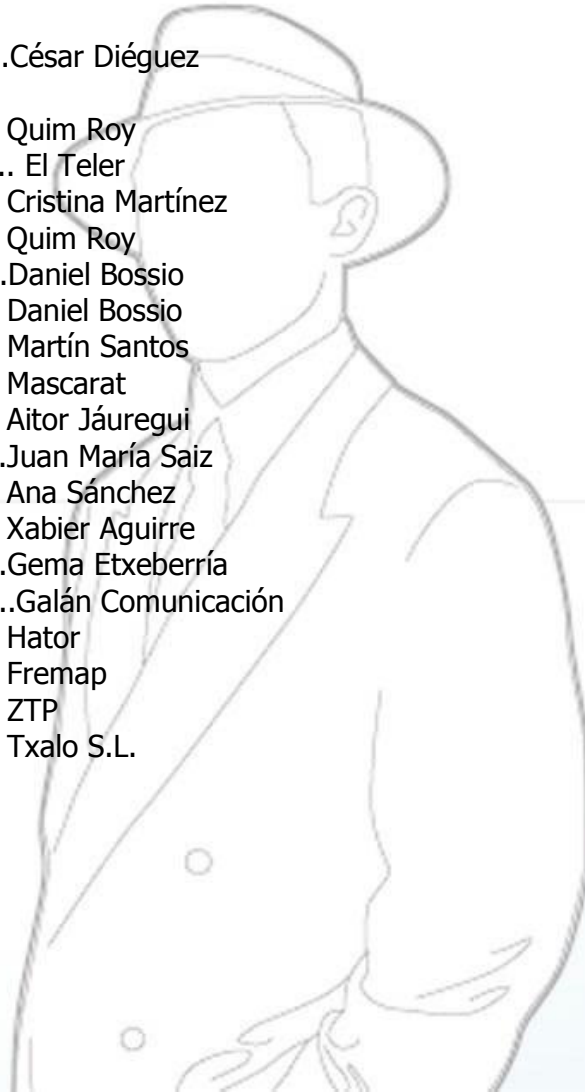 .César Diéguez
Quim Roy
.. El Teler
Cristina Martínez
Quim Roy
.Daniel Bossio
Daniel Bossio
Martín Santos
Mascarat
Aitor Jáuregui
.Juan María Saiz
Ana Sánchez
Xabier Aguirre
.Gema Etxeberría
..Galán Comunicación
Hator
Fremap
ZTP
Txalo S.L.